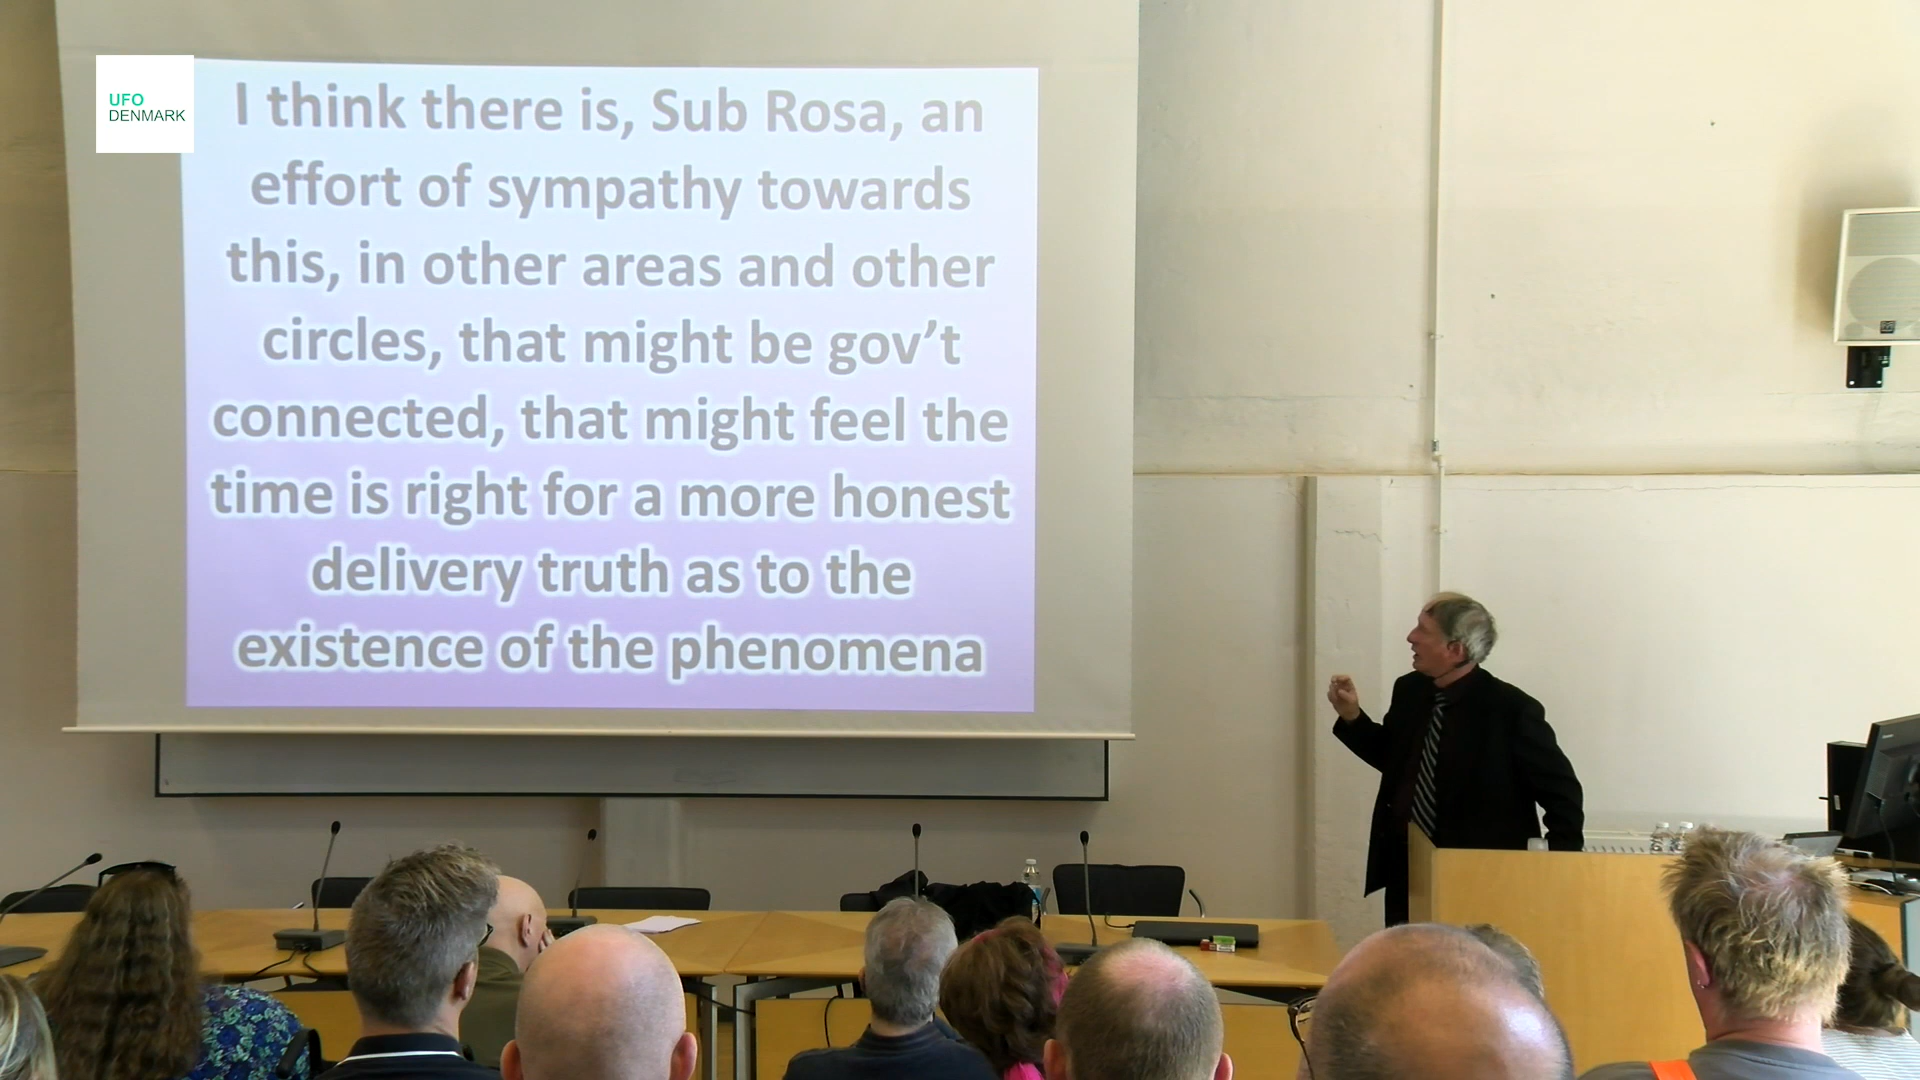 UFO
DENMARK
I think there is, Sub Rosa, an
effort of sympathy towards
this, in other areas and other
circles, that might be gov’t
connected, that might feel the
time is right for a more honest
delivery truth as to the
existence of the phenomena